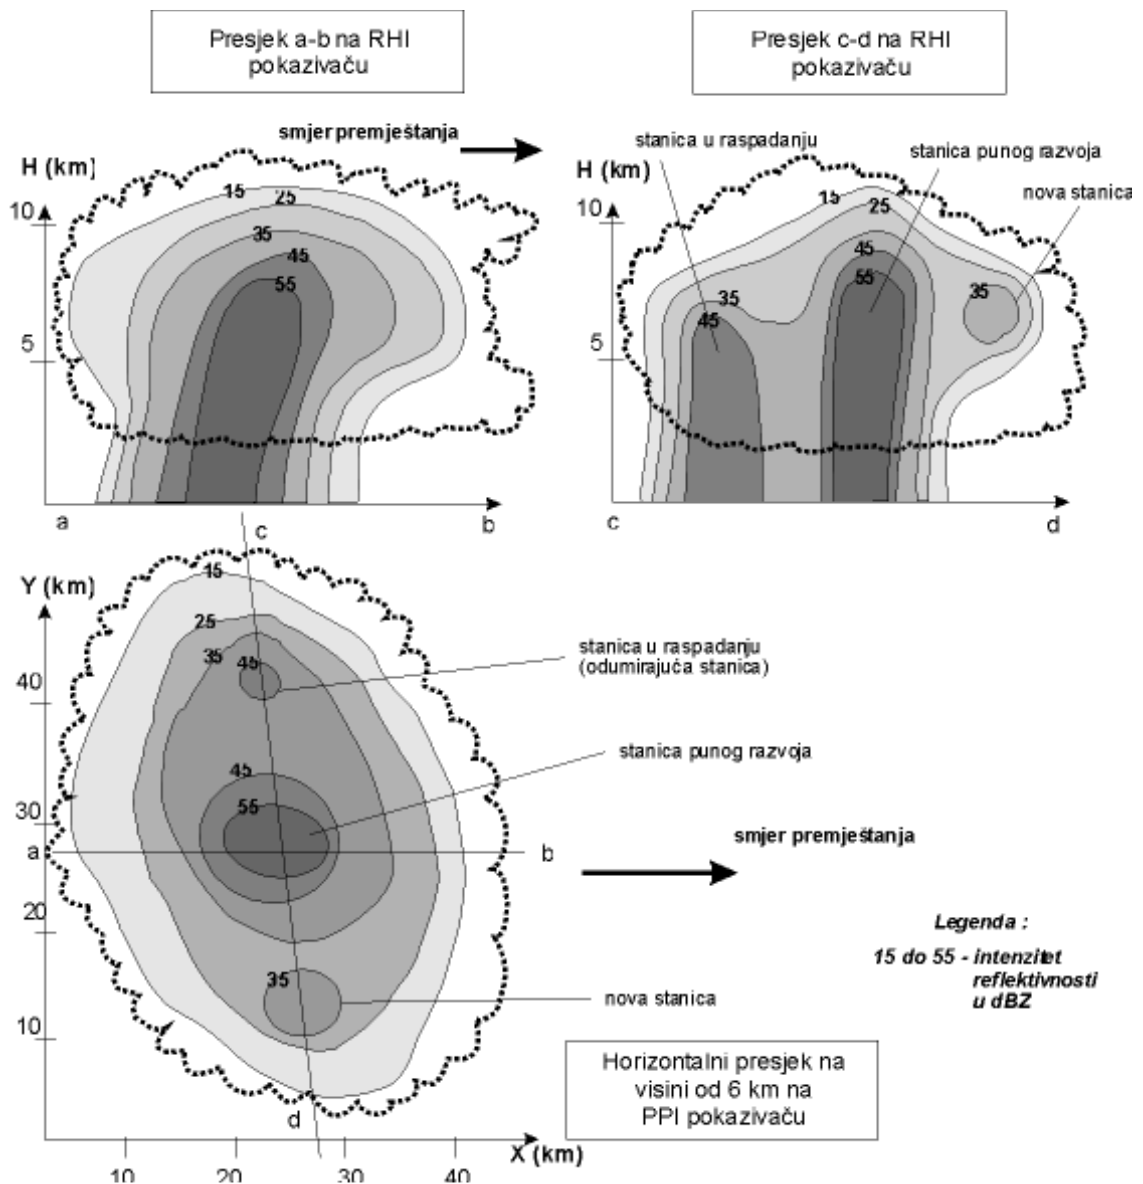 Presjek a-b na RHI
pokazivaču
Presjek c-d na RHI
pokazivaču
smjer premještanja
H (km)
10
5
15
25
35
45
55
a
b
stanica u raspadanju
stanica punog razvoja
nova stanica
H (km)
10
5
15
25
45
55
35
35
45
c
d
c
Y (km)
40
30
20
10
15
25
35
45
45
55
35
a
b
d
stanica u raspadanju
(odumirajuća stanica)
stanica punog razvoja
smjer premještanja
nova stanica
Legenda :
15 do 55 - intenzitet
reflektivnosti
u dBZ
Horizontalni presjek na
visini od 6 km na
PPI pokazivaču
X (km)
10
20
30
40